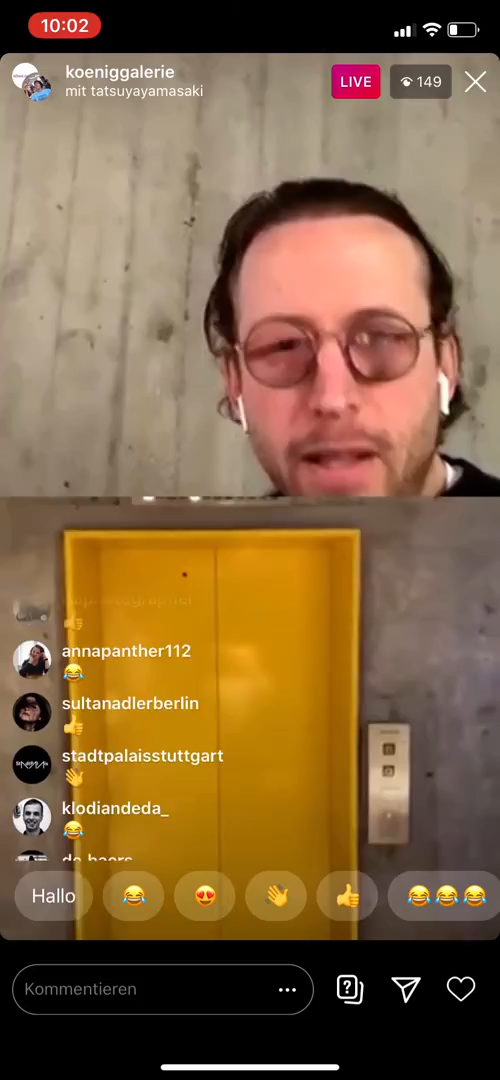 10:02
koeniggalerie
mit tatsuyayamasaki
LIVE
149
annapanther112
😂
sultanadlerberlin
👍
stadtpalaisstuttgart
👋
klodiandeda_
😂
Hallo
😂
😍
👋
👍
😂😂😂
Kommentieren